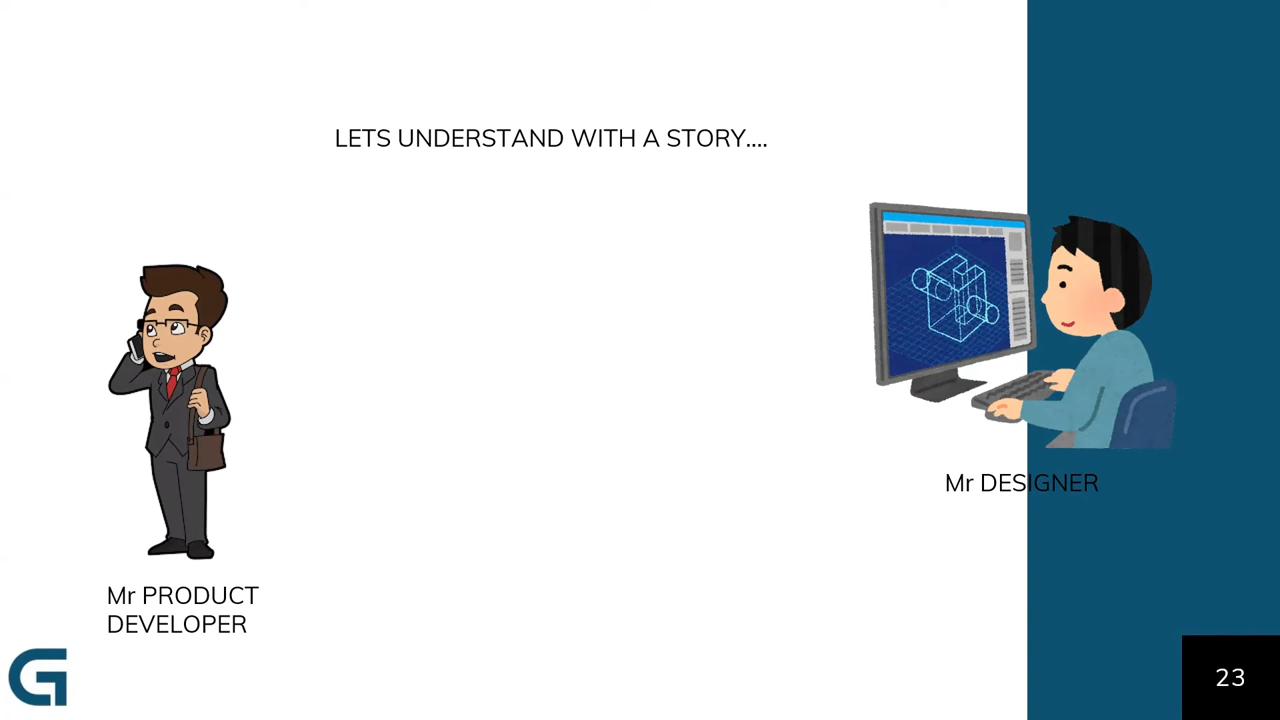 LETS UNDERSTAND WITH A STORY....
Mr DESIGNER
Mr PRODUCT
DEVELOPER
23